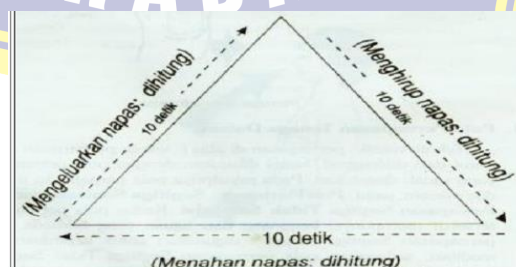 (Mengeluarkan napas: dihitung)
10 detik
(Menghirup napas: dihitung)
10 detik
10 detik
(Menahan napas: dihitung)